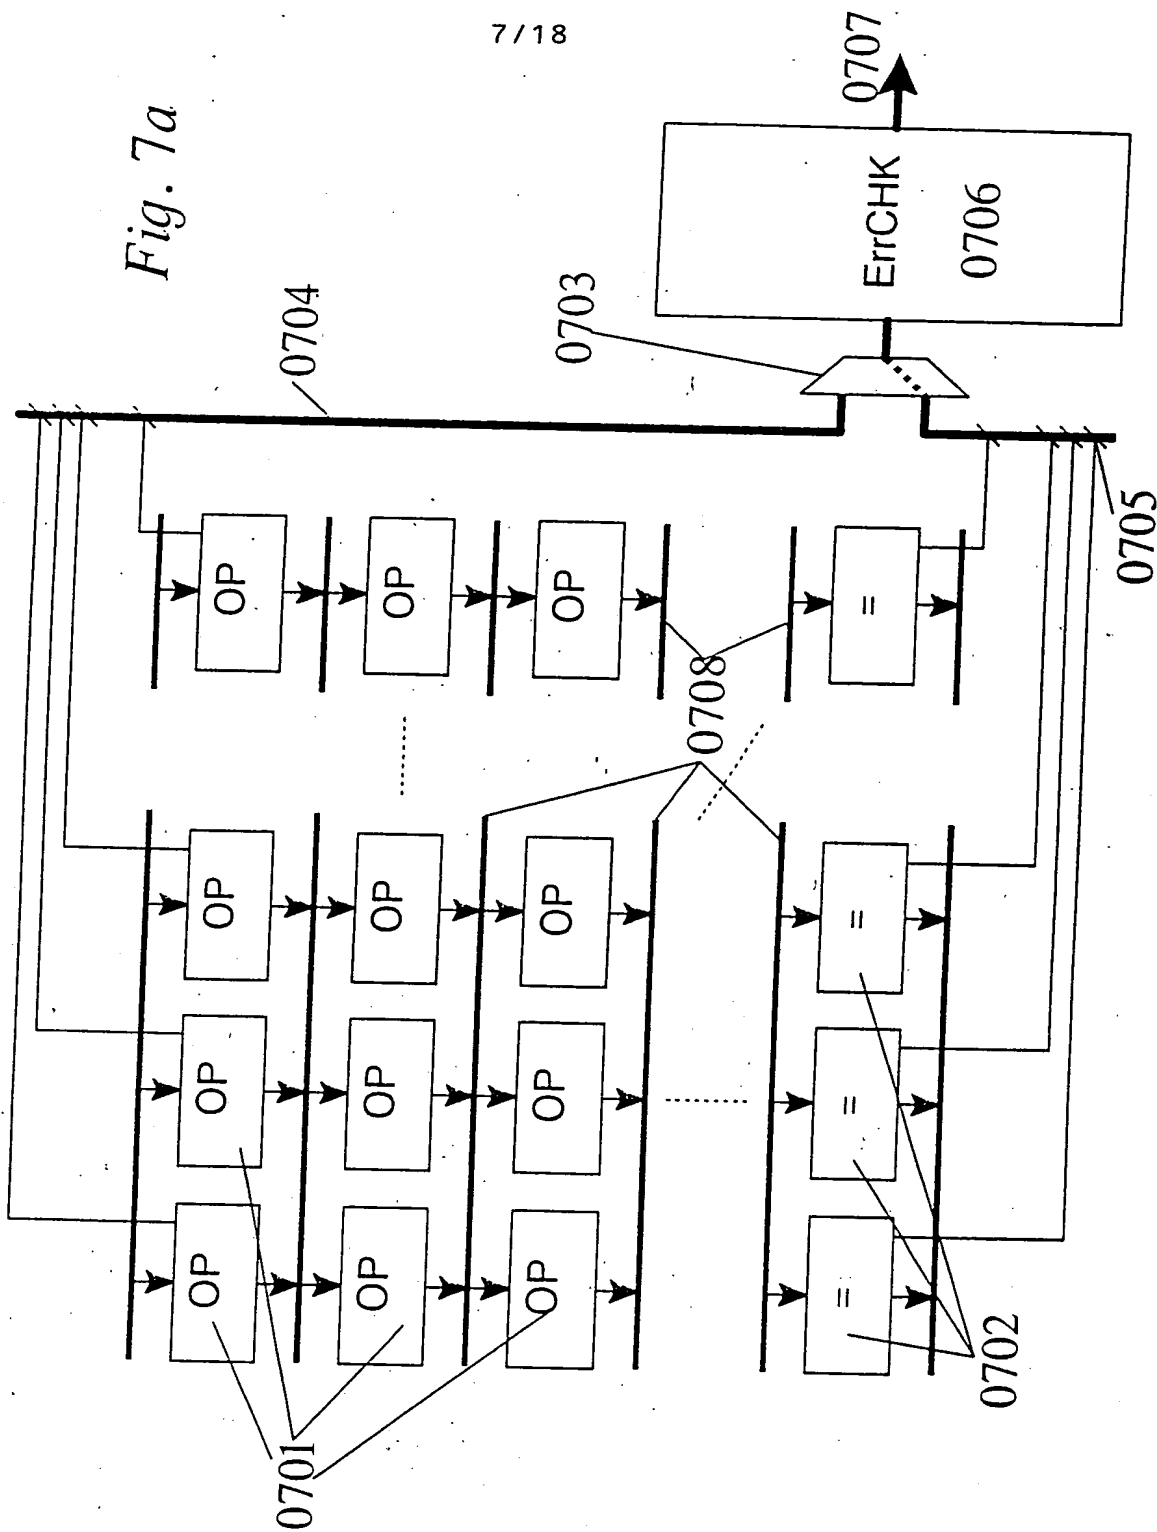 7/18
Fig. 7a
0704
0703
0707
ErrCHK
0706
0705
OP OP OP OP
OP OP OP OP
OP OP OP OP
= = = =
0708
0701
0702